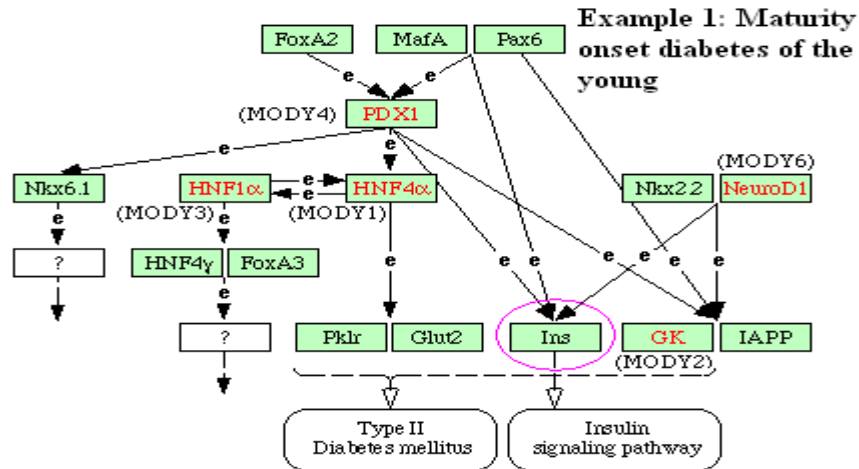 Example 1: Maturity
onset diabetes of the
young
FoxA2
MafA
Pax6
e
e
(MODY4)
PDX1
e
e
(MODY6)
Nkx6.1
HNF1α
e
e
HNF4α
Nkx2.2
NeuroD1
e
(MODY3)
e
(MODY1)
?
HNF4γ
FoxA3
e
e
e
e
e
e
e
e
?
Pklr
Glut2
Ins
GK
IAPP
(MODY2)
Type II
Diabetes mellitus
Insulin
signaling pathway